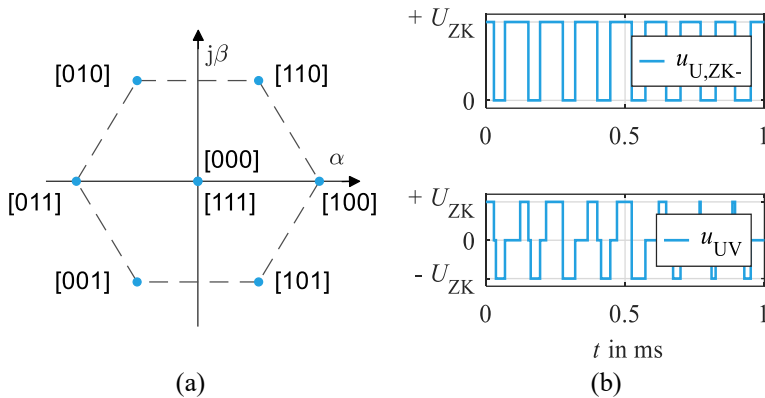 jβ
[010]
[110]
[000]
α
[011]
[111]
[100]
[001]
[101]
(a)
+ U_ZK
0
u_U,ZK-
0 0.5 1
+ U_ZK
0
- U_ZK
u_UV
0 0.5 1
t in ms
(b)